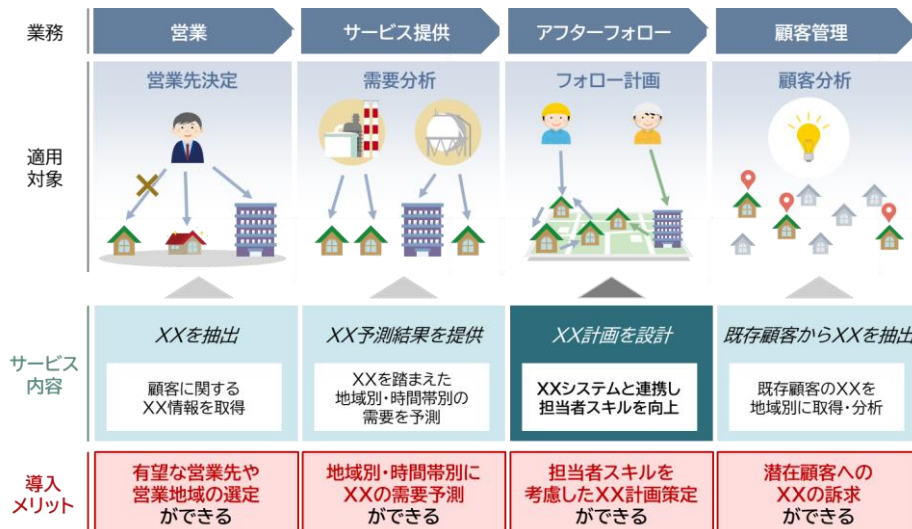 業務
営業
サービス提供
アフターフォロー
顧客管理
適用
対象
営業先決定
需要分析
フォロー計画
顧客分析
サービス
内容
XXを抽出
顧客に関する
XX情報を取得
XX予測結果を提供
XXを踏まえた
地域別・時間帯別の
需要を予測
XX計画を設計
XXシステムと連携し
担当者スキルを向上
既存顧客からXXを抽出
既存顧客のXXを
地域別に取得・分析
導入
メリット
有望な営業先や
営業地域の選定
ができる
地域別・時間帯別に
XXの需要予測
ができる
担当者スキルを
考慮したXX計画策定
ができる
潜在顧客への
XXの訴求
ができる